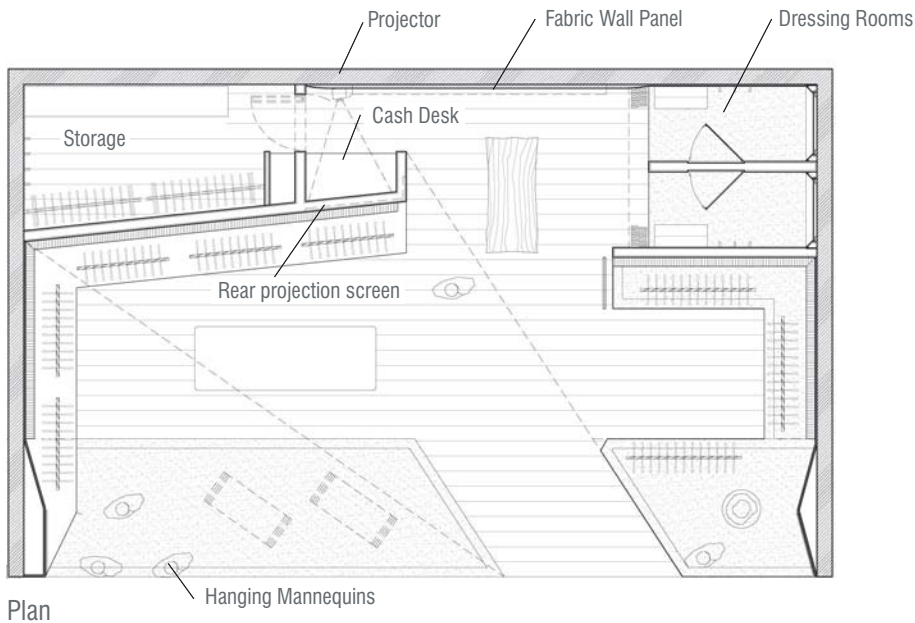 Projector
Fabric Wall Panel
Dressing Rooms
Cash Desk
Storage
Rear projection screen
Hanging Mannequins
Plan